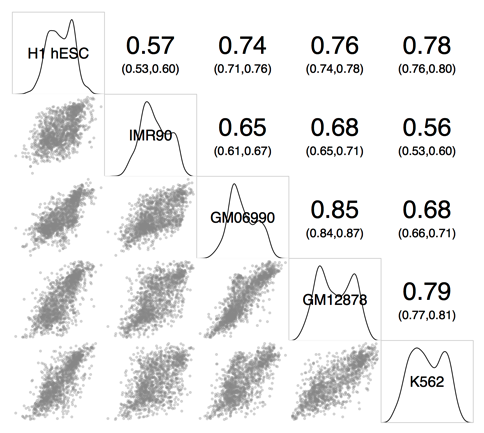 H1 hESC 0.57 0.74 0.76 0.78
(0.53,0.60) (0.71,0.76) (0.74,0.78) (0.76,0.80)
IMR90 0.65 0.68 0.56
(0.61,0.67) (0.65,0.71) (0.53,0.60)
GM06990 0.85 0.68
(0.84,0.87) (0.66,0.71)
GM12878 0.79
(0.77,0.81)
K562